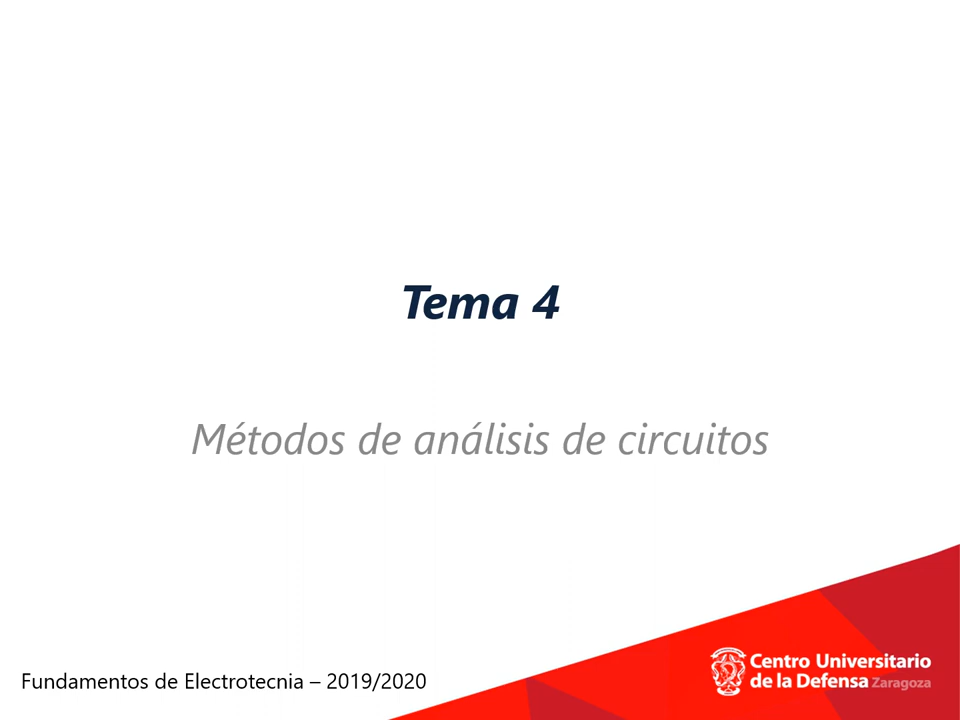 Tema 4
Métodos de análisis de circuitos
Fundamentos de Electrotecnia – 2019/2020
Centro Universitario
de la Defensa Zaragoza